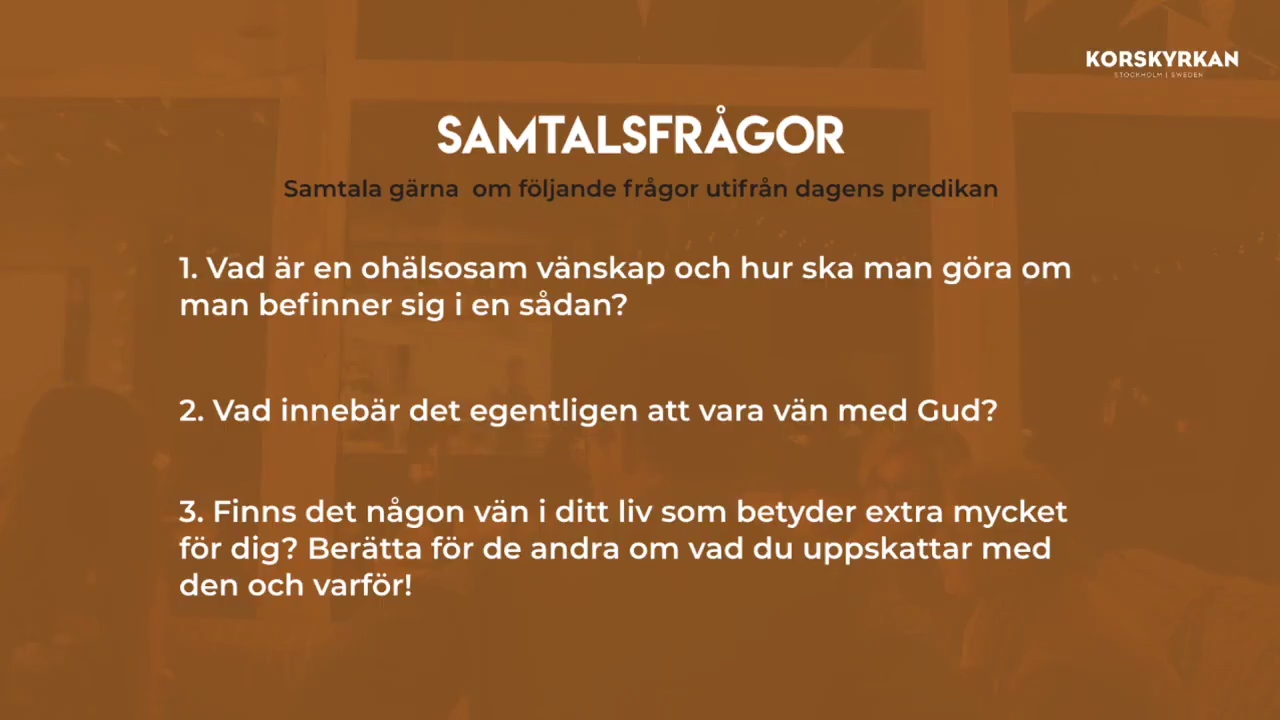 KORSKYRKAN
STOCKHOLM | SWEDEN
SAMTALSFRÅGOR
Samtala gärna om följande frågor utifrån dagens predikan
1. Vad är en ohälsosam vänskap och hur ska man göra om
man befinner sig i en sådan?
2. Vad innebär det egentligen att vara vän med Gud?
3. Finns det någon vän i ditt liv som betyder extra mycket
för dig? Berätta för de andra om vad du uppskattar med
den och varför!